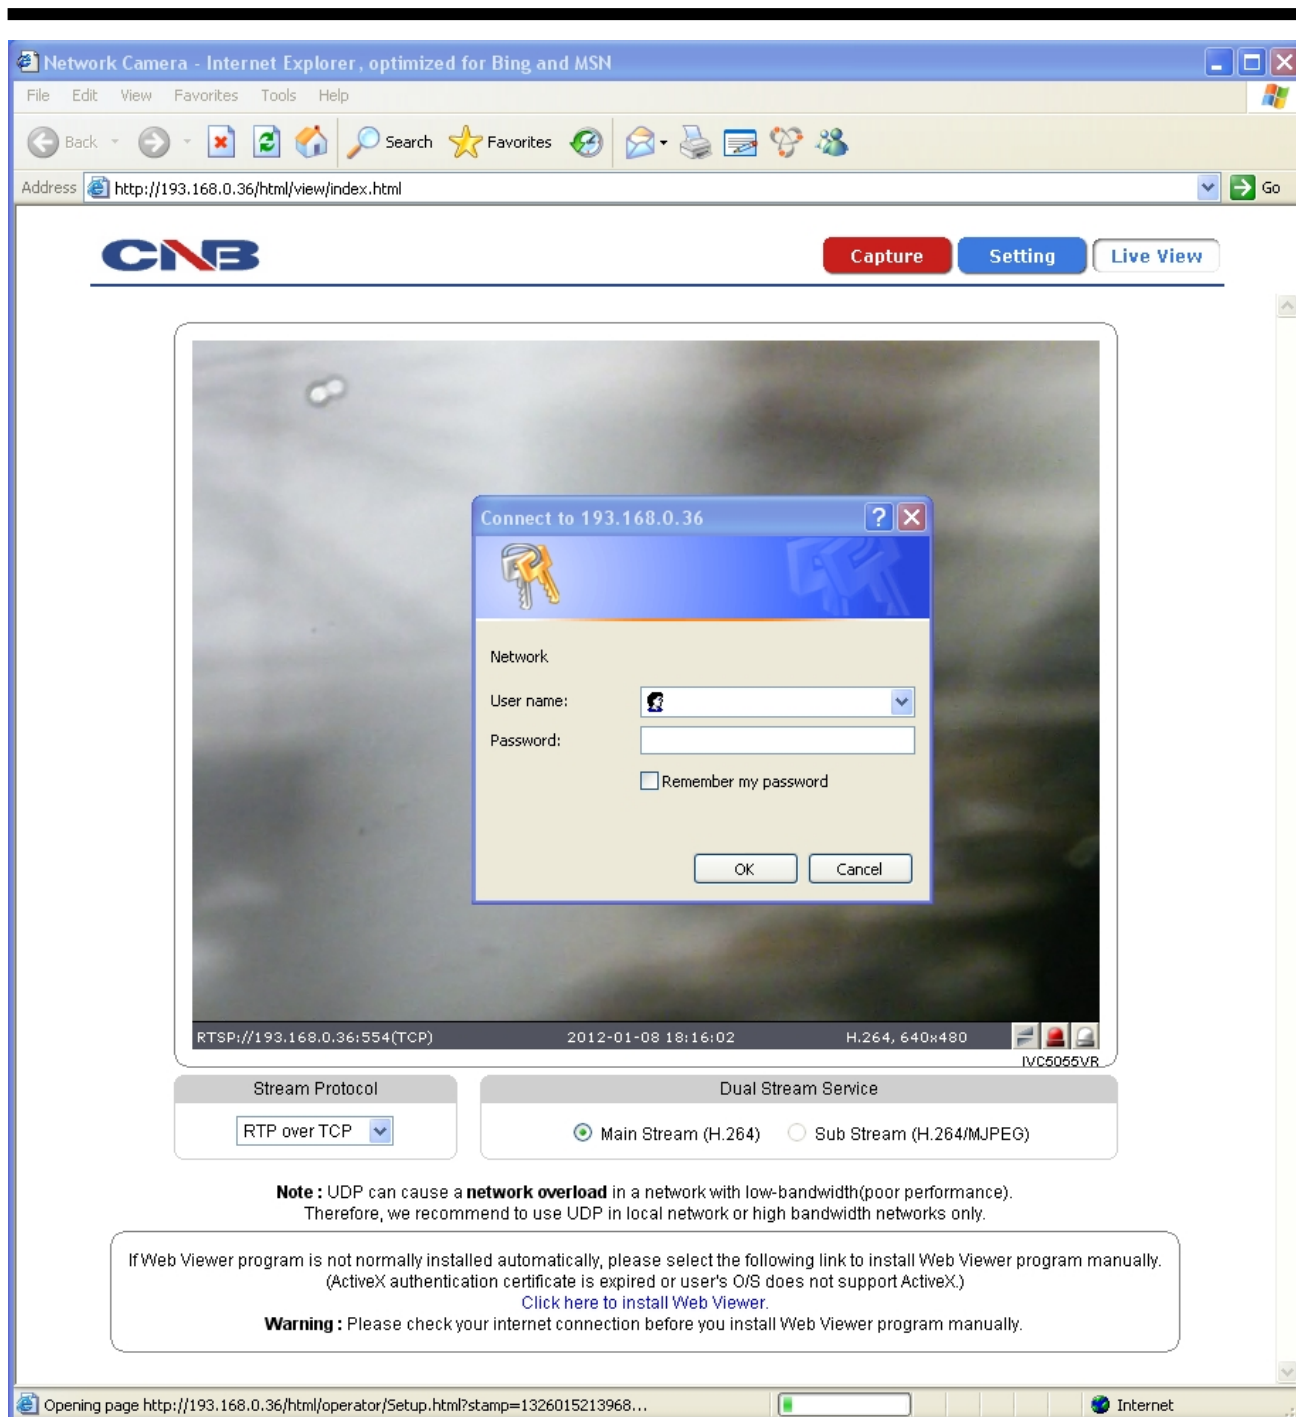 Network Camera - Internet Explorer, optimized for Bing and MSN
File Edit View Favorites Tools Help
Back Search Favorites
Address http://193.168.0.36/html/view/index.html Go
CNB Capture Setting Live View
Connect to 193.168.0.36
Network
User name:
Password:
Remember my password
OK Cancel
RTSP://193.168.0.36:554(TCP) 2012-01-08 18:16:02 H.264, 640x480
IVC5055VR
Stream Protocol Dual Stream Service
RTP over TCP Main Stream (H.264) Sub Stream (H.264/MJPEG)
Note : UDP can cause a network overload in a network with low-bandwidth(poor performance).
Therefore, we recommend to use UDP in local network or high bandwidth networks only.
If Web Viewer program is not normally installed automatically, please select the following link to install Web Viewer program manually.
(ActiveX authentication certificate is expired or user's O/S does not support ActiveX.)
Click here to install Web Viewer.
Warning : Please check your internet connection before you install Web Viewer program manually.
Opening page http://193.168.0.36/html/operator/Setup.html?stamp=1326015213968... Internet